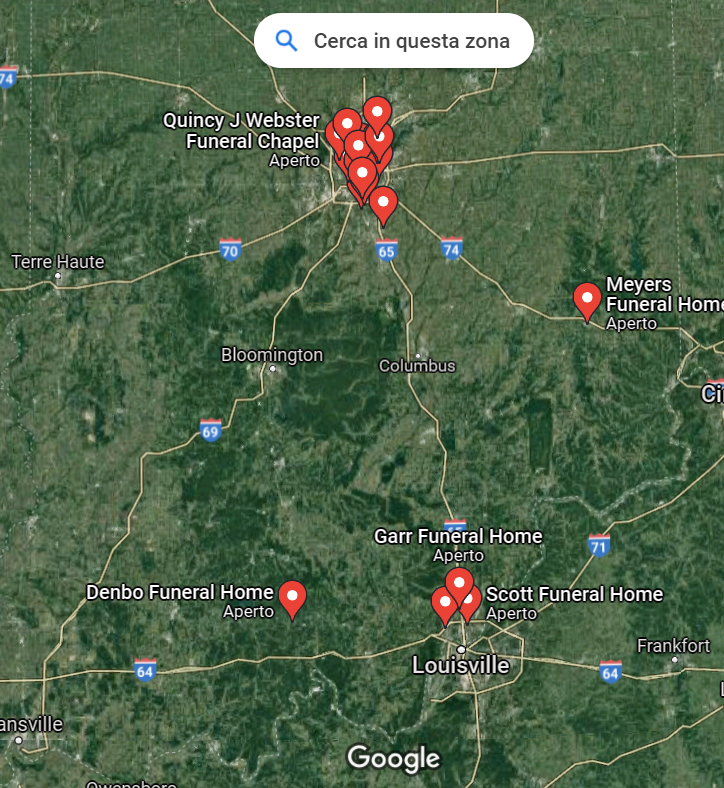 Cerca in questa zona
74
Quincy J Webster
Funeral Chapel
Aperto
70
65
74
Terre Haute
Meyers
Funeral Home
Aperto
Bloomington
Columbus
Ci
69
65
Garr Funeral Home
Aperto
71
Denbo Funeral Home
Aperto
Scott Funeral Home
Aperto
Louisville
Frankfort
64
64
ansville
Google
Owensboro